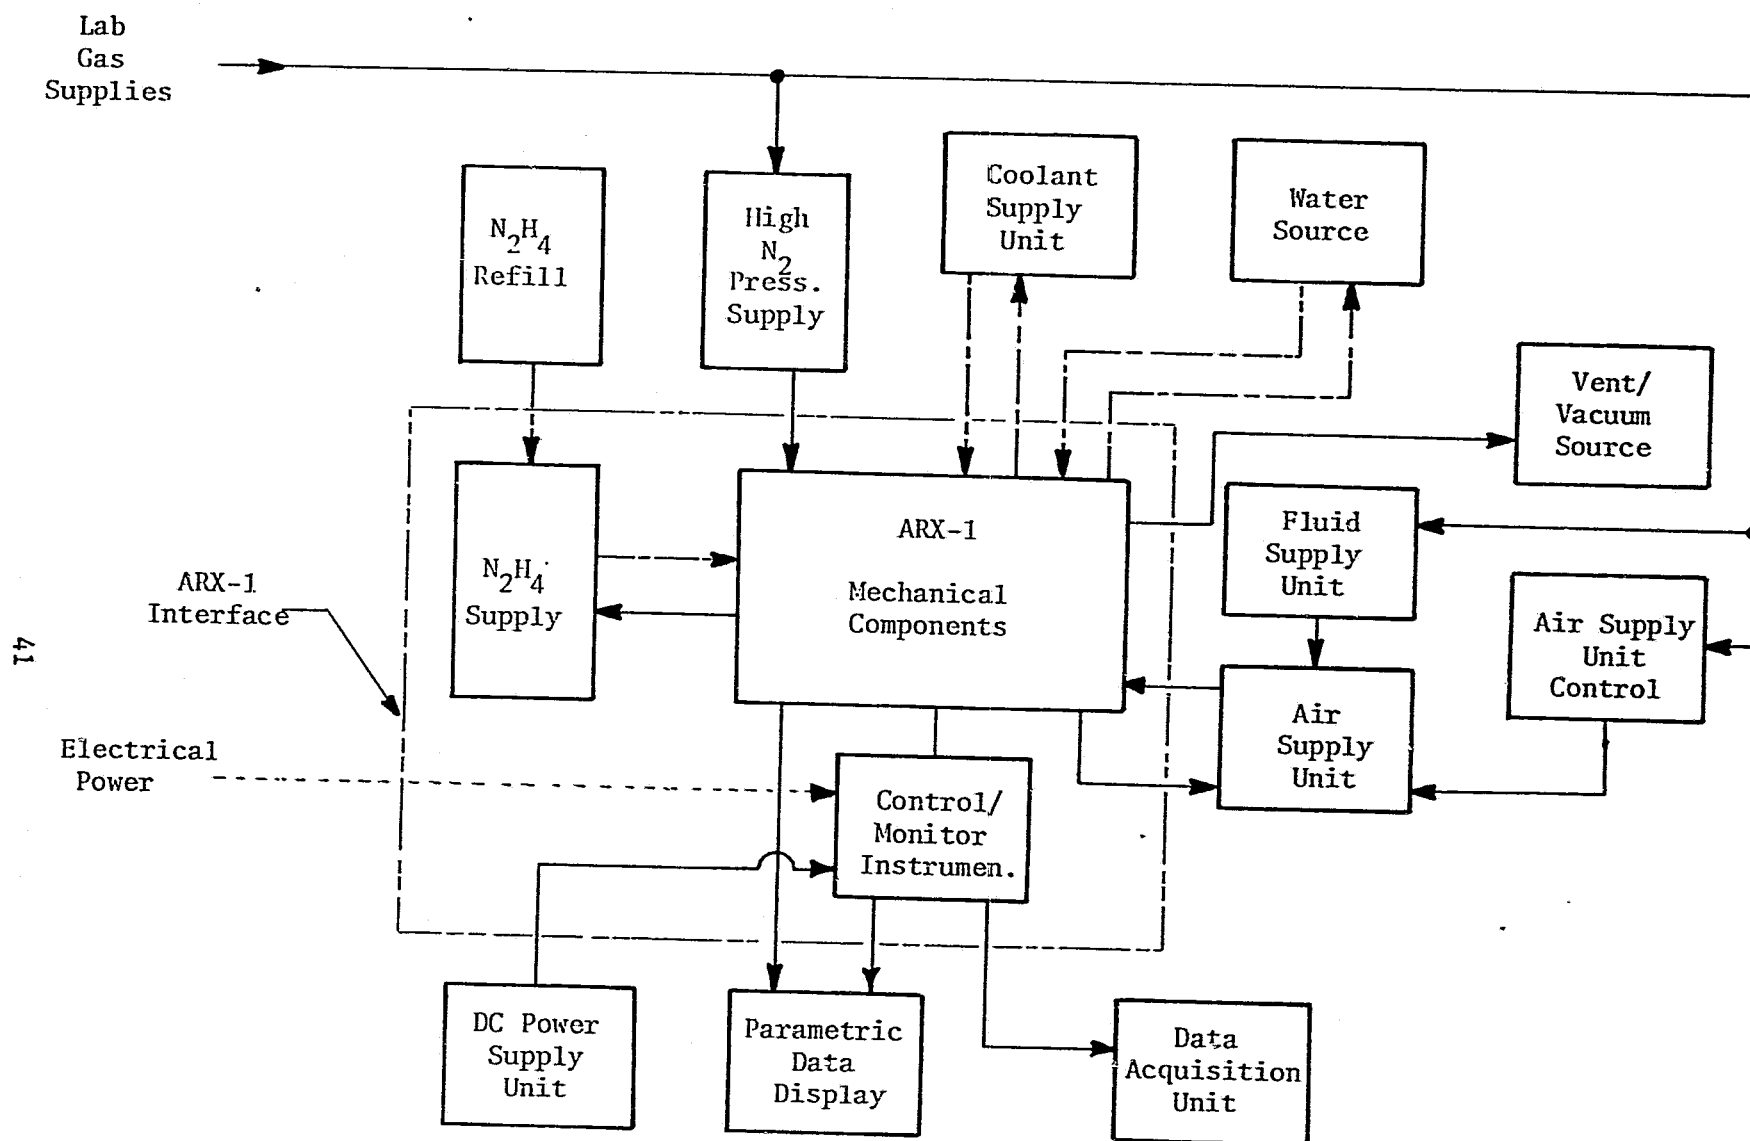 Lab
Gas
Supplies
N2H4
Refill
High
N2
Press.
Supply
Coolant
Supply
Unit
Water
Source
Vent/
Vacuum
Source
ARX-1
Interface
N2H4
Supply
ARX-1
Mechanical
Components
Fluid
Supply
Unit
Air Supply
Unit
Control
Air
Supply
Unit
Electrical
Power
Control/
Monitor
Instrumen.
DC Power
Supply
Unit
Parametric
Data
Display
Data
Acquisition
Unit
41